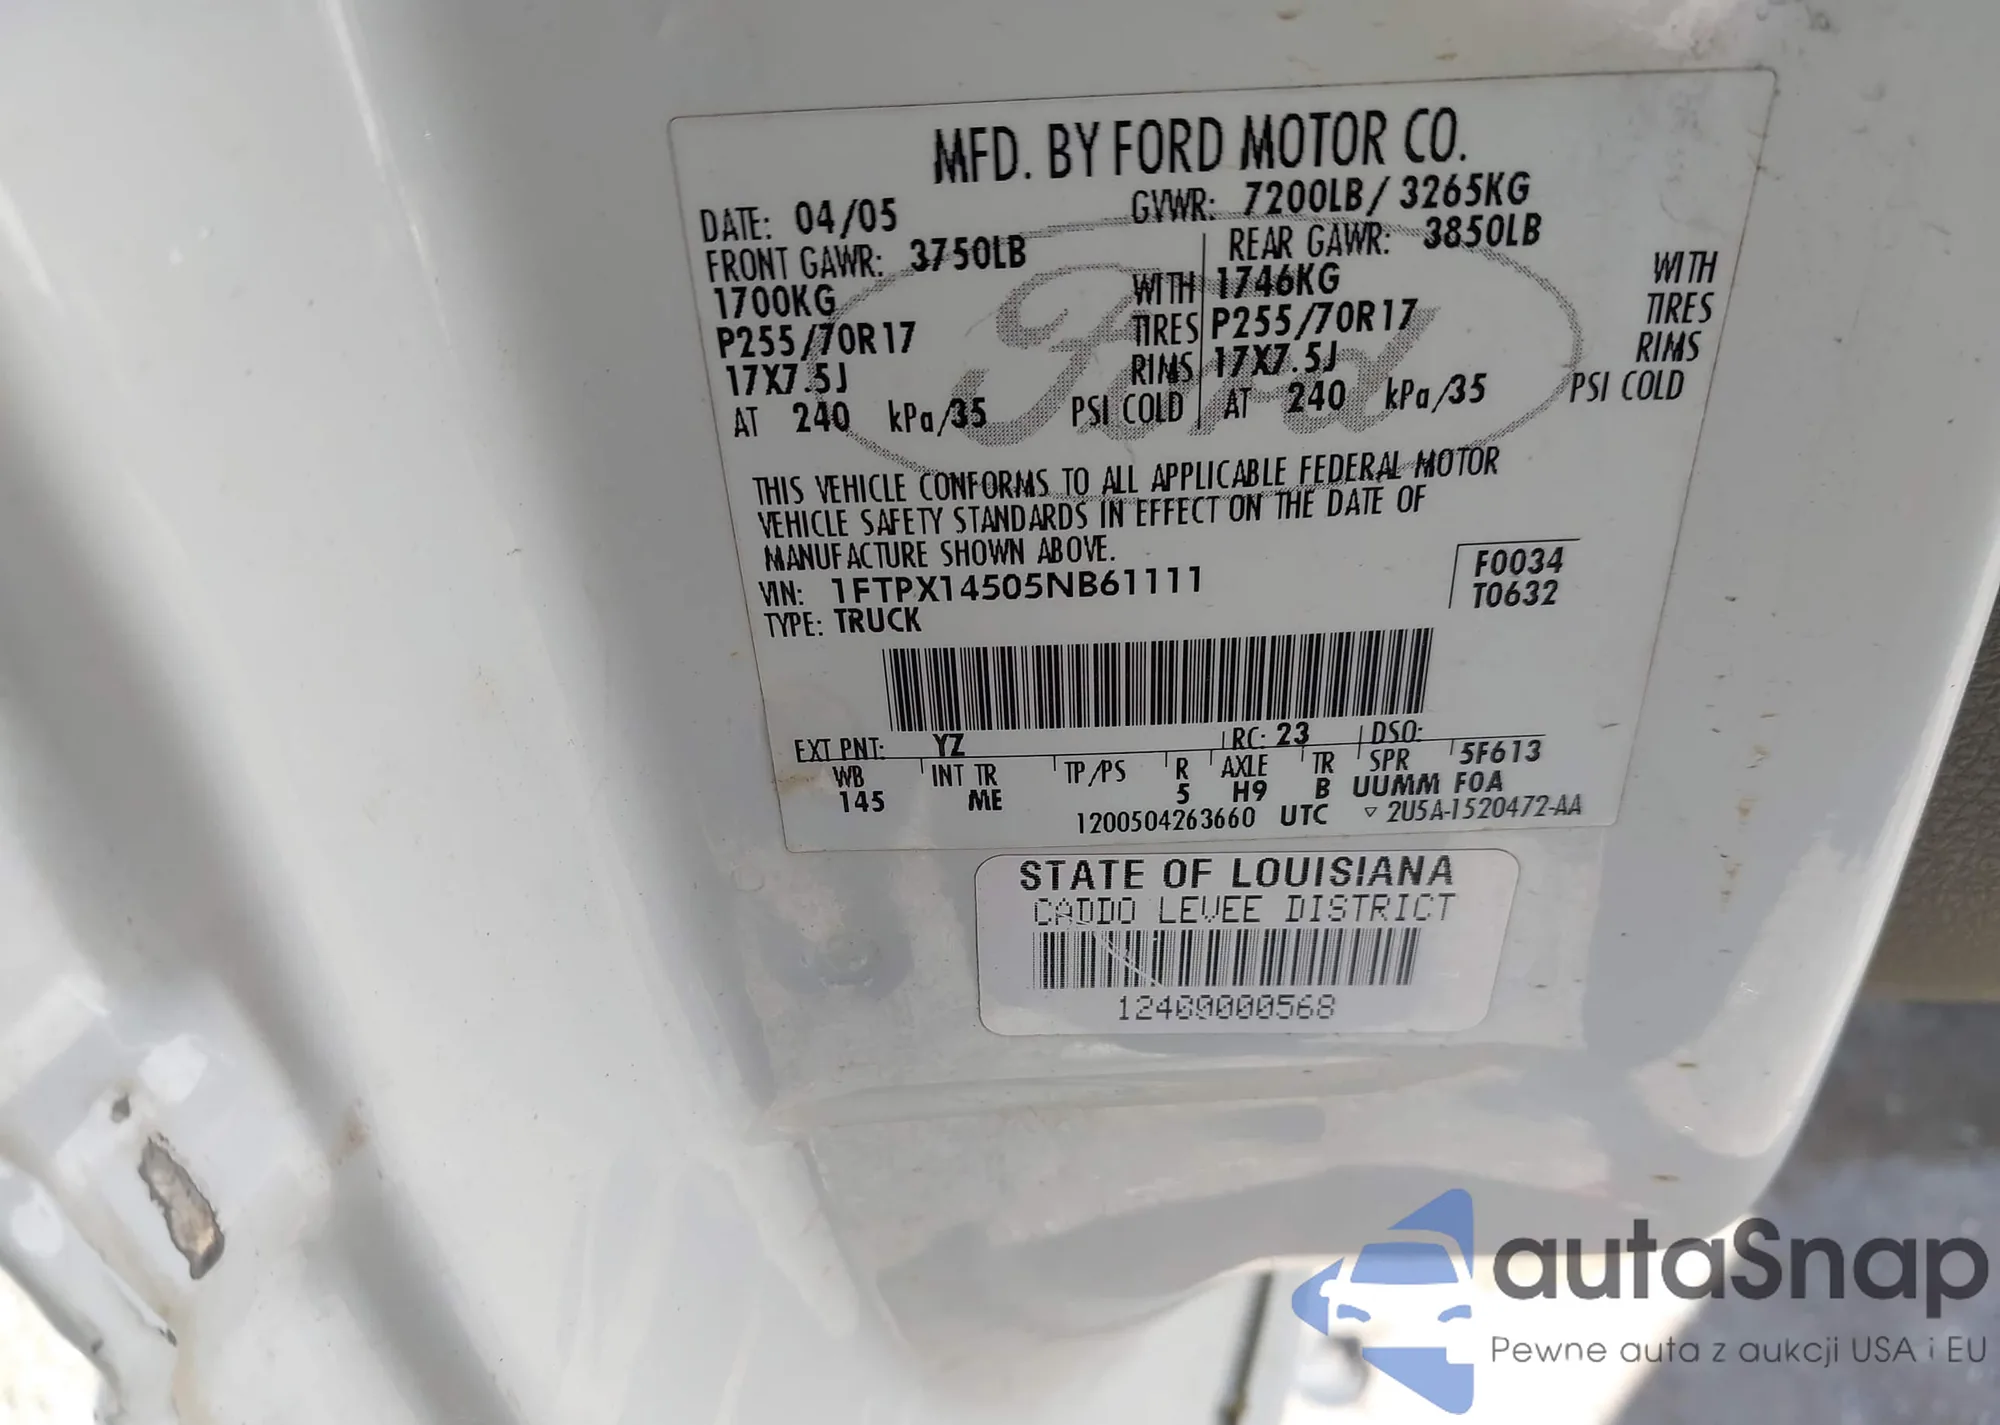 MFD. BY FORD MOTOR CO.
DATE: 04/05 GVWR: 7200LB / 3265KG
FRONT GAWR: 3750LB REAR GAWR: 3850LB
1700KG WITH 1746KG WITH
P255/70R17 TIRES P255/70R17 TIRES
17X7.5J RIMS 17X7.5J RIMS
AT 240 kPa/35 PSI COLD AT 240 kPa/35 PSI COLD
Ford
THIS VEHICLE CONFORMS TO ALL APPLICABLE FEDERAL MOTOR
VEHICLE SAFETY STANDARDS IN EFFECT ON THE DATE OF
MANUFACTURE SHOWN ABOVE.
VIN: 1FTPX14505NB61111 F0034
TYPE: TRUCK T0632
EXT PNT: YZ RC: 23 DSO:
WB INT TR TP/PS R AXLE TR SPR 5F613
145 ME 5 H9 B UUMM F0A
1200504263660 UTC ▽ 2U5A-1520472-AA
STATE OF LOUISIANA
CADDO LEVEE DISTRICT
12409000568
autaSnap
Pewne auta z aukcji USA i EU